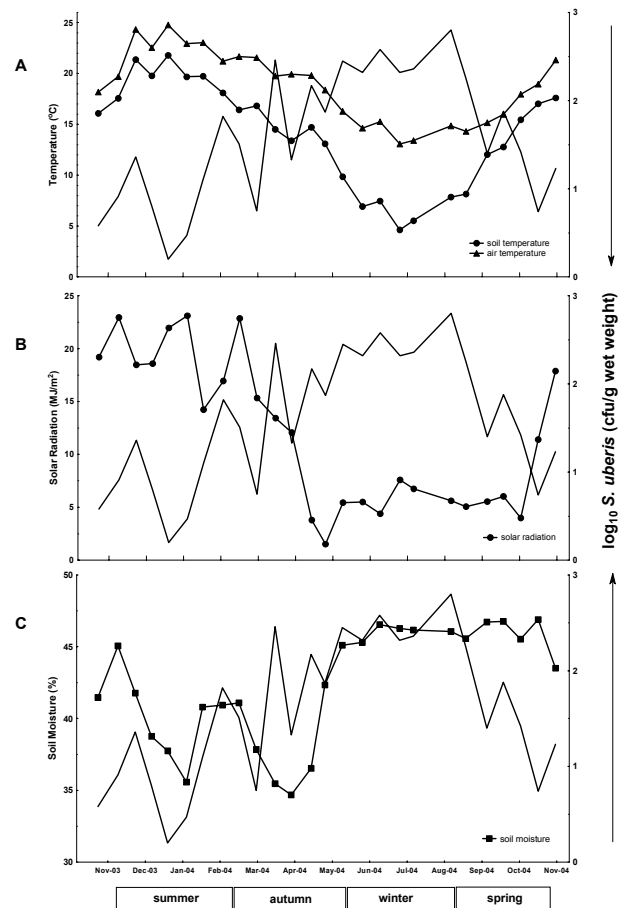 A
Temperature (ºC)
25
20
15
10
5
0
3
2
1
0
soil temperature
air temperature
B
Solar Radiation (MJ/m²)
25
20
15
10
5
0
3
2
1
0
solar radiation
log₁₀ S. uberis (cfu/g wet weight)
C
Soil Moisture (%)
50
45
40
35
30
3
2
1
0
soil moisture
Nov-03 Dec-03 Jan-04 Feb-04 Mar-04 Apr-04 May-04 Jun-04 Jul-04 Aug-04 Sep-04 Oct-04 Nov-04
summer autumn winter spring